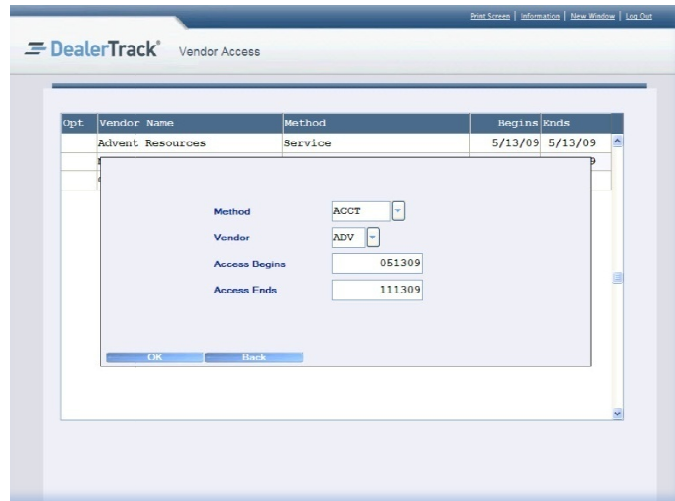 Print Screen | Information | New Window | Log Out
DealerTrack® Vendor Access
Opt Vendor Name Method Begins Ends
Advent Resources Service 5/13/09 5/13/09
Method ACCT
Vendor ADV
Access Begins 051309
Access Ends 111309
OK Back